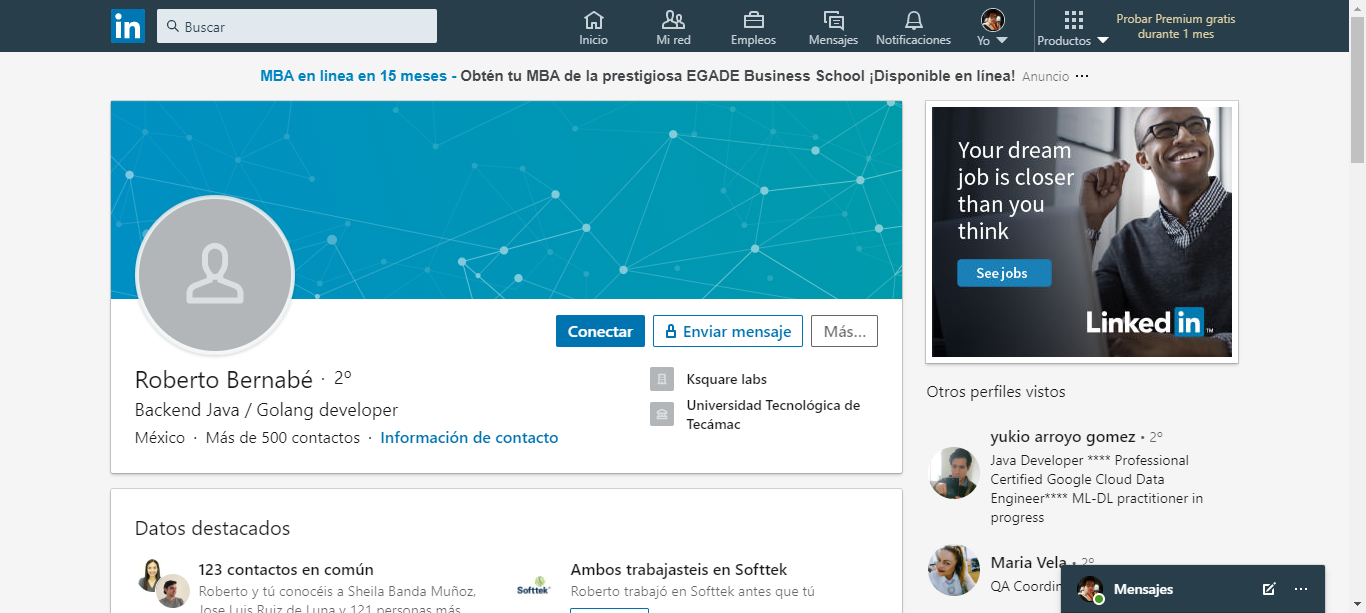 in
Buscar
Inicio
Mi red
Empleos
Mensajes
Notificaciones
Yo
Productos
Probar Premium gratis
durante 1 mes
MBA en linea en 15 meses - Obtén tu MBA de la prestigiosa EGADE Business School ¡Disponible en línea! Anuncio ···
Conectar
Enviar mensaje
Más...
Roberto Bernabé · 2º
Backend Java / Golang developer
México · Más de 500 contactos · Información de contacto
Ksquare labs
Universidad Tecnológica de
Tecámac
Datos destacados
123 contactos en común
Roberto y tú conocéis a Sheila Banda Muñoz,
Jose Luis Ruiz de Luna y 121 personas más
Softtek
Ambos trabajasteis en Softtek
Roberto trabajó en Softtek antes que tú
Your dream
job is closer
than you
think
See jobs
Linked in ™
Otros perfiles vistos
yukio arroyo gomez • 2º
Java Developer **** Professional
Certified Google Cloud Data
Engineer**** ML-DL practitioner in
progress
Maria Vela • 2º
QA Coordin
Mensajes